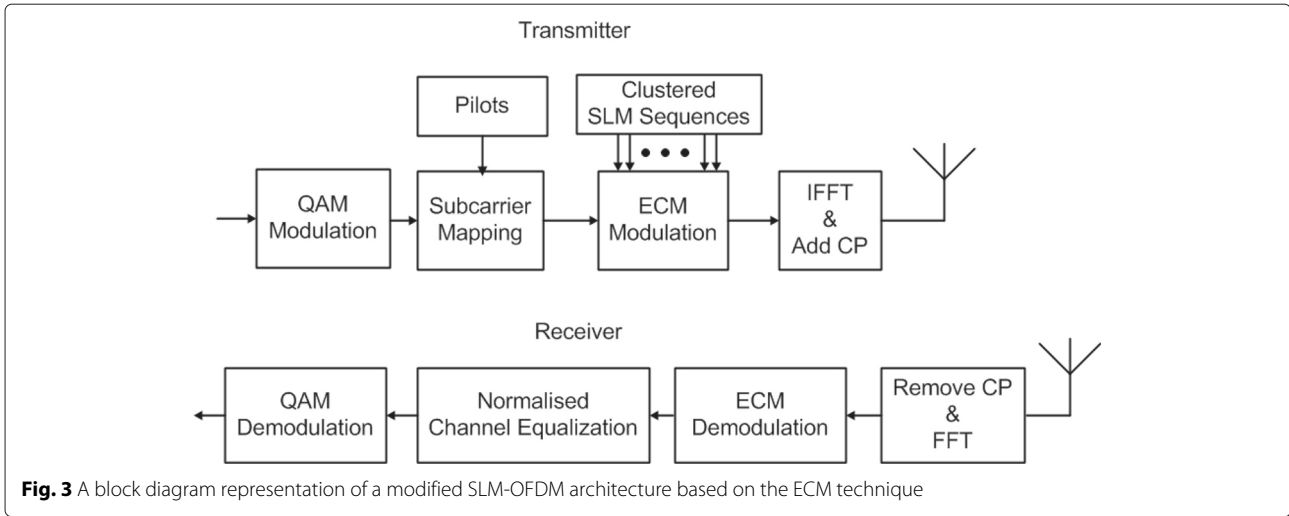 Transmitter
Pilots
Clustered
SLM Sequences
QAM
Modulation
Subcarrier
Mapping
ECM
Modulation
IFFT
&
Add CP
Receiver
QAM
Demodulation
Normalised
Channel Equalization
ECM
Demodulation
Remove CP
&
FFT
Fig. 3 A block diagram representation of a modified SLM-OFDM architecture based on the ECM technique